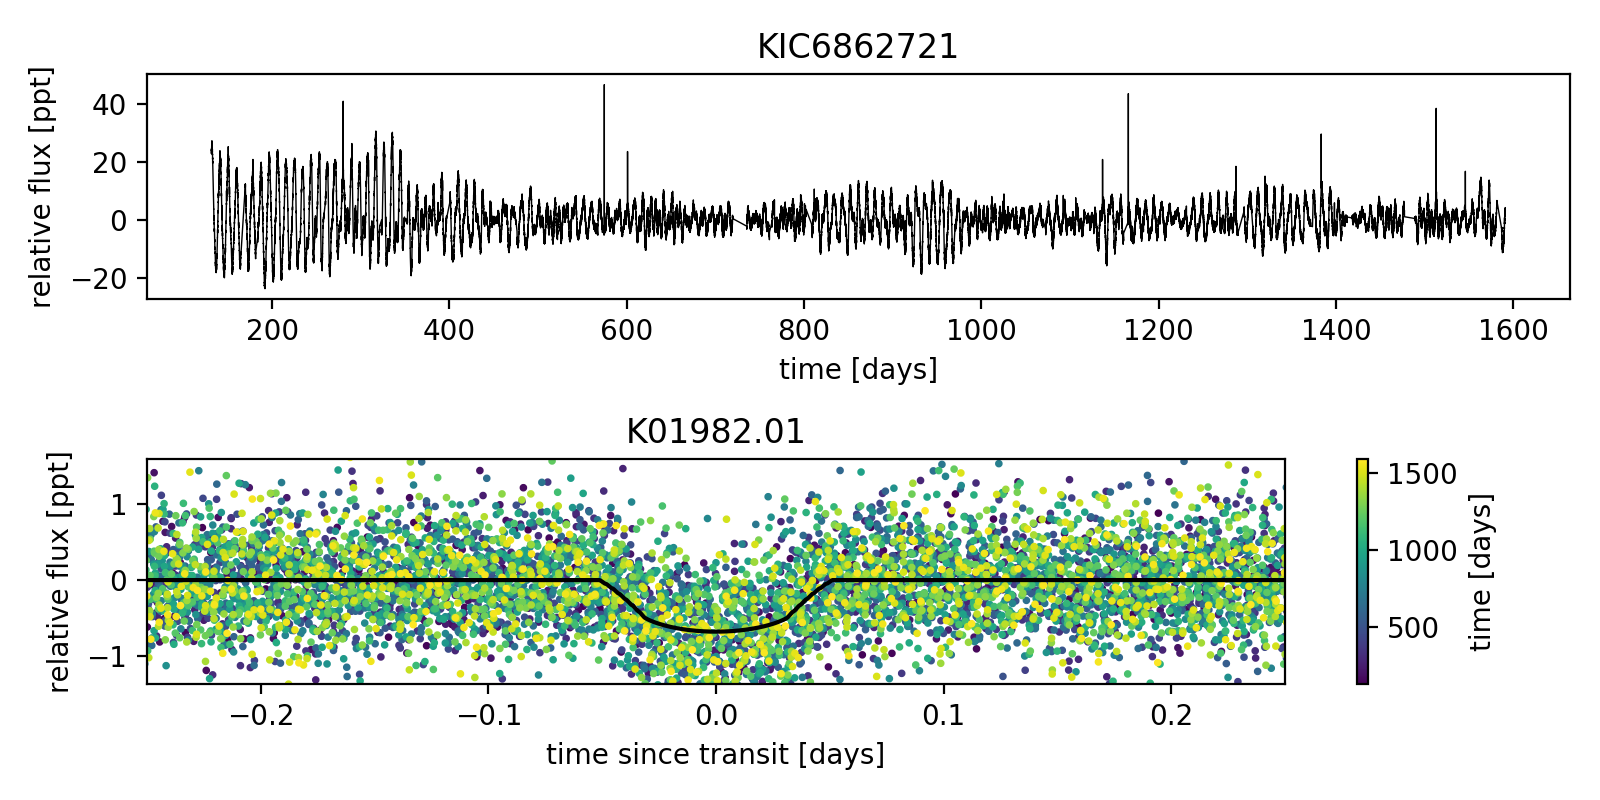 KIC6862721
relative flux [ppt]
40
20
0
−20
200 400 600 800 1000 1200 1400 1600
time [days]
K01982.01
relative flux [ppt]
1
0
−1
−0.2 −0.1 0.0 0.1 0.2
time since transit [days]
1500
1000
500
time [days]